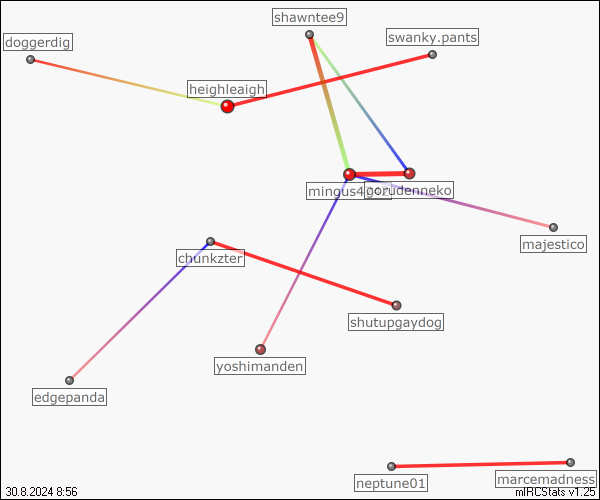 shawntee9
swanky.pants
doggerdig
heighleaigh
gorudenneko
majestico
chunkzter
shutupgaydog
yoshimanden
edgepanda
marcemadness
neptune01
30.8.2024 8:56
mIRCStats v1.25